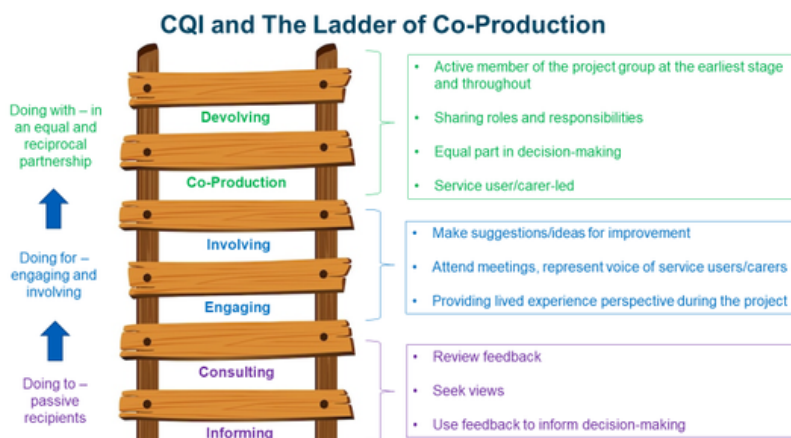 CQI and The Ladder of Co-Production
Doing with – in
an equal and
reciprocal
partnership
Doing for –
engaging and
involving
Doing to –
passive
recipients
Devolving
Co-Production
Involving
Engaging
Consulting
Informing
• Active member of the project group at the earliest stage
and throughout
• Sharing roles and responsibilities
• Equal part in decision-making
• Service user/carer-led
• Make suggestions/ideas for improvement
• Attend meetings, represent voice of service users/carers
• Providing lived experience perspective during the project
• Review feedback
• Seek views
• Use feedback to inform decision-making